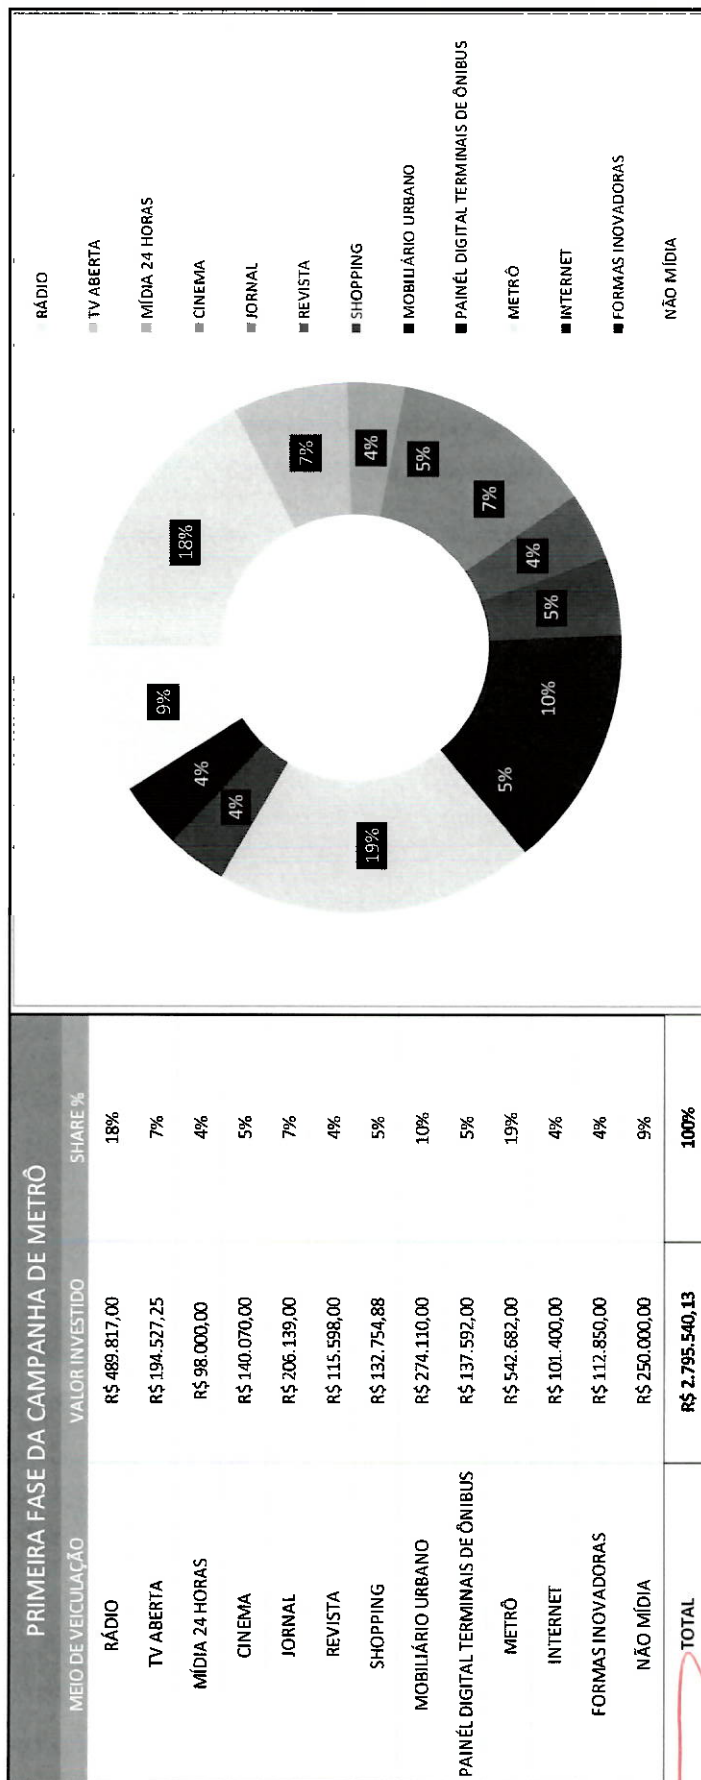 PRIMEIRA FASE DA CAMPANHA DE METRÔ
MEIO DE VEICULAÇÃO VALOR INVESTIDO SHARE %
RÁDIO R$ 489.817,00 18%
TV ABERTA R$ 194.527,25 7%
MÍDIA 24 HORAS R$ 98.000,00 4%
CINEMA R$ 140.070,00 5%
JORNAL R$ 206.139,00 7%
REVISTA R$ 115.598,00 4%
SHOPPING R$ 132.754,88 5%
MOBILIÁRIO URBANO R$ 274.110,00 10%
PAINÉL DIGITAL TERMINAIS DE ÔNIBUS R$ 137.592,00 5%
METRÔ R$ 542.682,00 19%
INTERNET R$ 101.400,00 4%
FORMAS INOVADORAS R$ 112.850,00 4%
NÃO MÍDIA R$ 250.000,00 9%
TOTAL R$ 2.795.540,13 100%
18%
7%
4%
5%
7%
4%
5%
10%
5%
19%
4%
4%
9%
RÁDIO
TV ABERTA
MÍDIA 24 HORAS
CINEMA
JORNAL
REVISTA
SHOPPING
MOBILIÁRIO URBANO
PAINÉL DIGITAL TERMINAIS DE ÔNIBUS
METRÔ
INTERNET
FORMAS INOVADORAS
NÃO MÍDIA